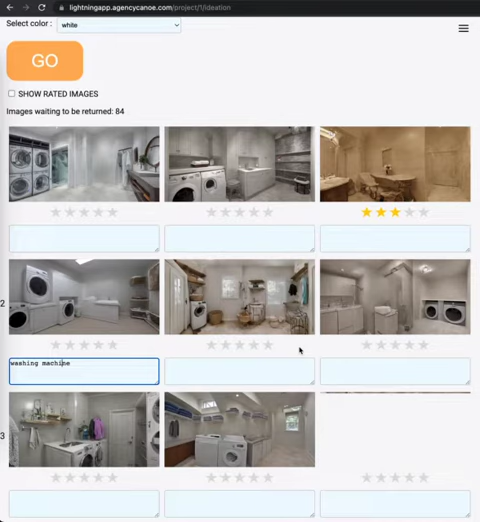 lightningapp.agencycanoe.com/project/1/ideation
Select color : white
GO
SHOW RATED IMAGES
Images waiting to be returned: 84
2
washing machine
3